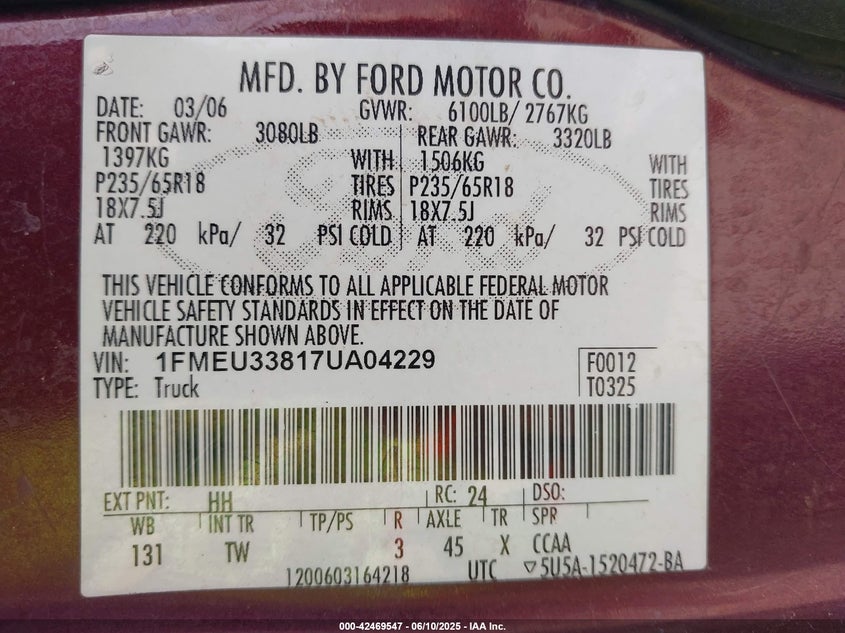 MFD. BY FORD MOTOR CO.
DATE: 03/06 GVWR: 6100LB/ 2767KG
FRONT GAWR: 3080LB REAR GAWR: 3320LB
1397KG WITH 1506KG WITH
P235/65R18 TIRES P235/65R18 TIRES
18X7.5J RIMS 18X7.5J RIMS
AT 220 kPa/ 32 PSI COLD AT 220 kPa/ 32 PSI COLD
THIS VEHICLE CONFORMS TO ALL APPLICABLE FEDERAL MOTOR
VEHICLE SAFETY STANDARDS IN EFFECT ON THE DATE OF
MANUFACTURE SHOWN ABOVE.
VIN: 1FMEU33817UA04229 F0012
TYPE: Truck T0325
EXT PNT: HH RC: 24 DSO:
WB INT TR TP/PS R AXLE TR SPR
131 TW 3 45 X CCAA
1200603164218 UTC ▽5U5A-1520472-BA
000-42469547 - 06/10/2025 - IAA Inc.